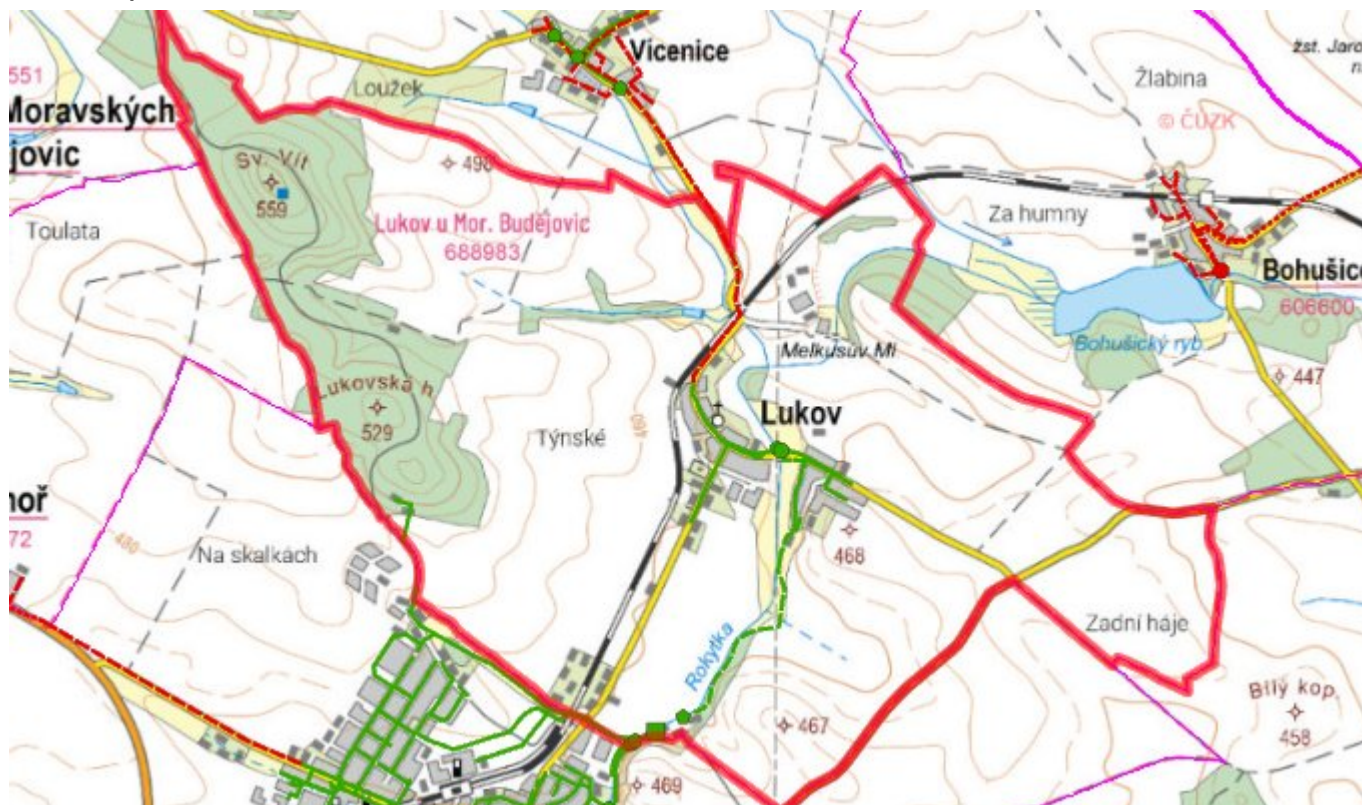 Vicenice
žst. Jaro
n
551
Loužek
Žlabina
Moravských
© ČÚZK
jovic
Sv. Vít
498
559
Toulata
Lukov u Mor. Budějovic
688983
Za humny
Bohušice
606600
Melkusův Ml
Bohušický ryb.
Lukovská h
529
Týnské
460
Lukov
447
noř
72
480
Na skalkách
468
Zadní háje
Rokytka
Bílý kop.
467
458
469